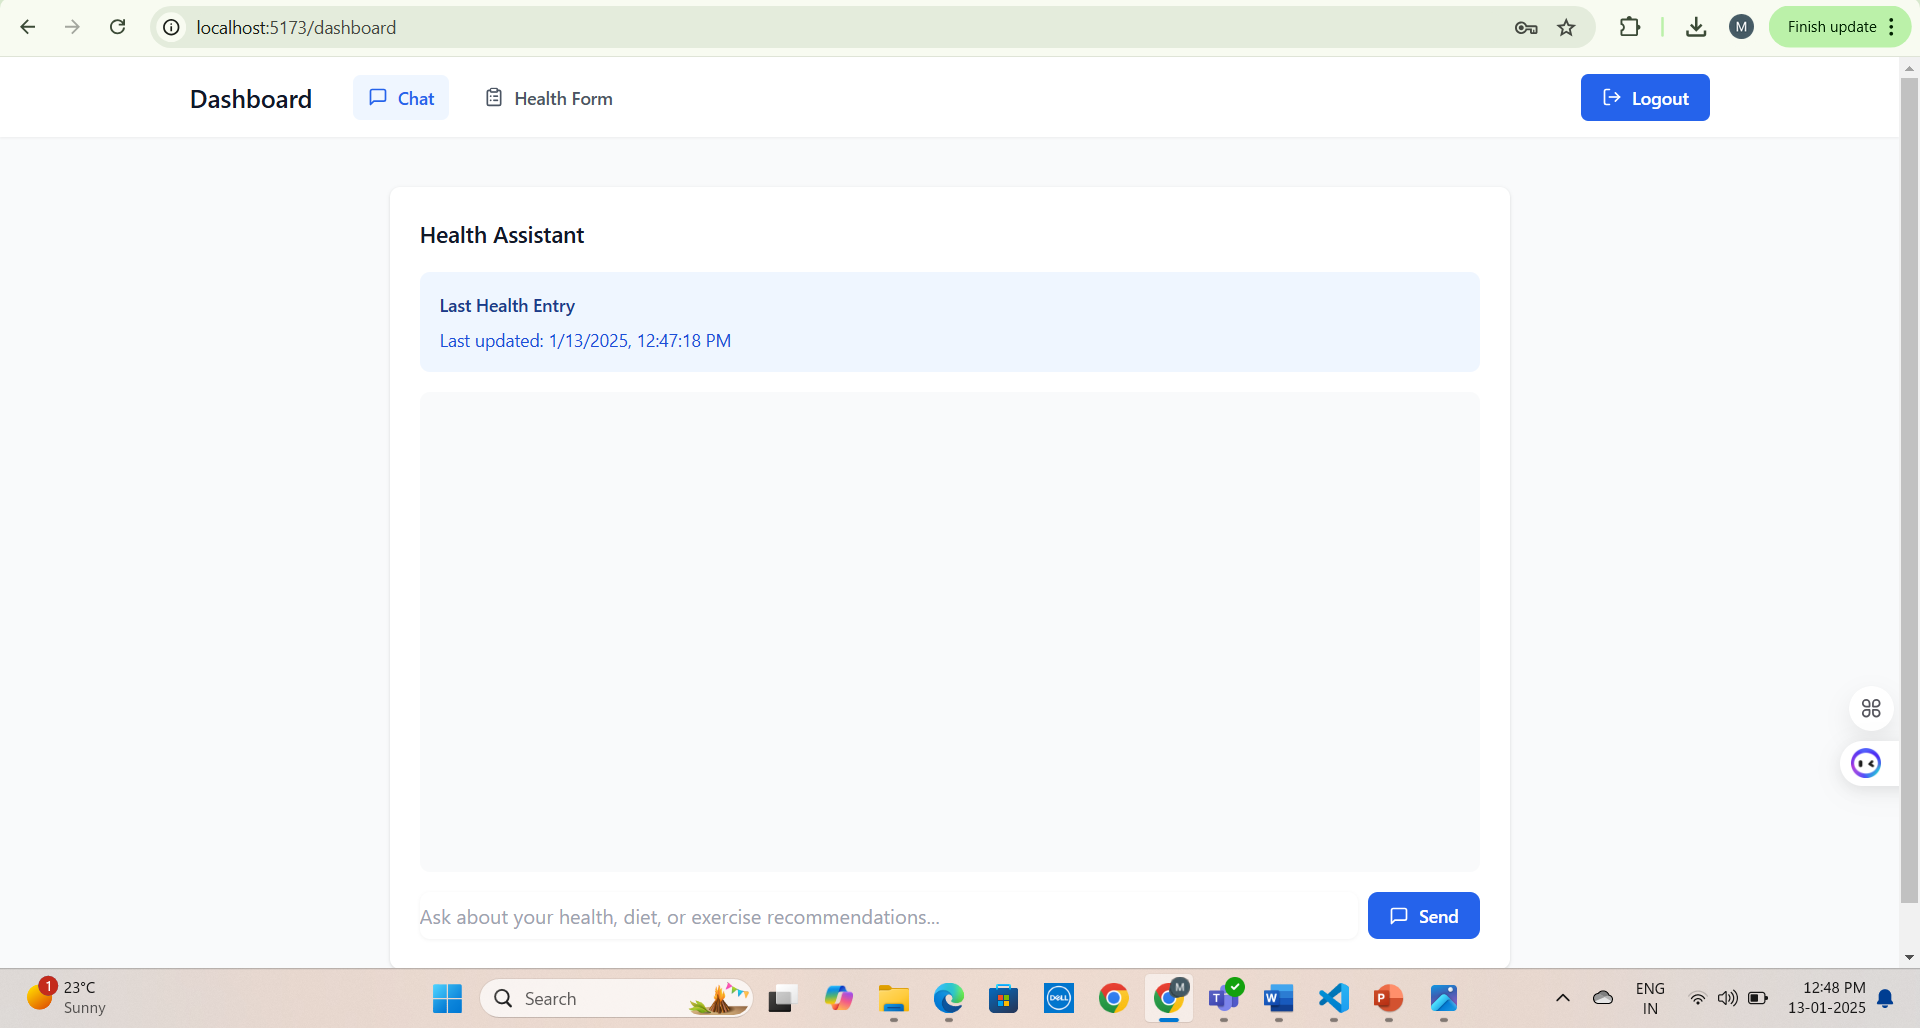 localhost:5173/dashboard
M
Finish update
Dashboard
Chat
Health Form
Logout
Health Assistant
Last Health Entry
Last updated: 1/13/2025, 12:47:18 PM
Ask about your health, diet, or exercise recommendations...
Send
1
23°C
Sunny
Search
DELL
M
T
W
P
ENG
IN
12:48 PM
13-01-2025